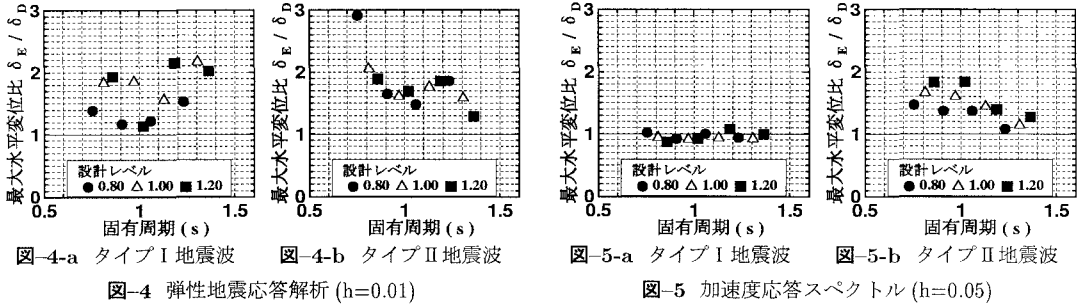 最大水平変位比 δE / δD
3
2
1
0
設計レベル
● 0.80 △ 1.00 ■ 1.20
0.5 1 1.5
固有周期 (s)
図–4-a タイプ I 地震波
最大水平変位比 δE / δD
3
2
1
0
設計レベル
● 0.80 △ 1.00 ■ 1.20
0.5 1 1.5
固有周期 (s)
図–4-b タイプ II 地震波
図–4 弾性地震応答解析 (h=0.01)
最大水平変位比 δE / δD
3
2
1
0
設計レベル
● 0.80 △ 1.00 ■ 1.20
0.5 1 1.5
固有周期 (s)
図–5-a タイプ I 地震波
最大水平変位比 δE / δD
3
2
1
0
設計レベル
● 0.80 △ 1.00 ■ 1.20
0.5 1 1.5
固有周期 (s)
図–5-b タイプ II 地震波
図–5 加速度応答スペクトル (h=0.05)